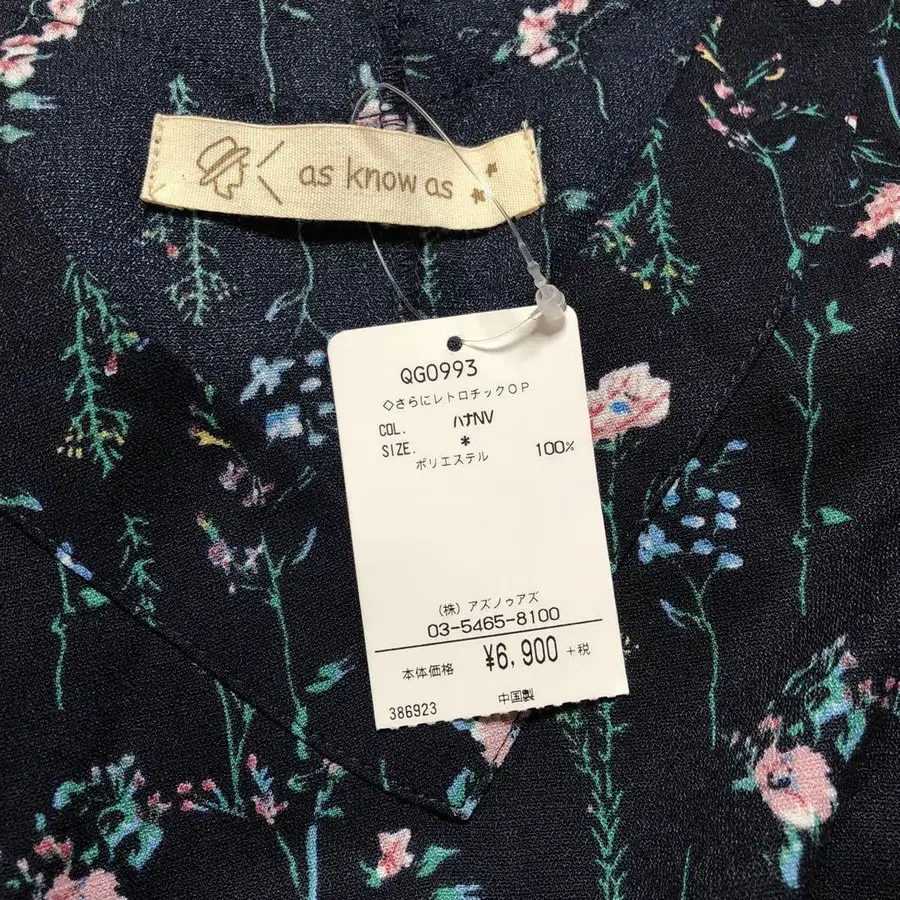 as know as
QG0993
◇さらにレトロチックOP
COL. ハナNV
SIZE. *
ポリエステル 100%
(株)アズノゥアズ
03-5465-8100
本体価格 ¥6,900 +税
386923 中国製